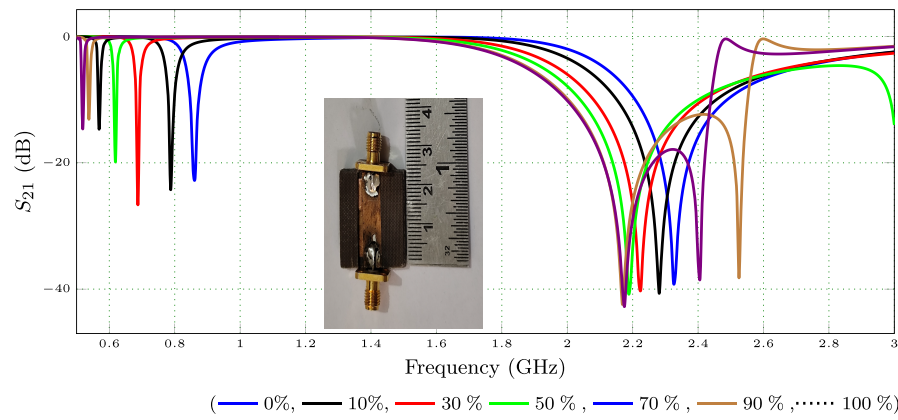 0
−20
−40
S21 (dB)
4
3
2
1
1
32
0.6 0.8 1 1.2 1.4 1.6 1.8 2 2.2 2.4 2.6 2.8 3
Frequency (GHz)
( 0%, 10%, 30 % 50 % , 70 % , 90 % , 100 %)